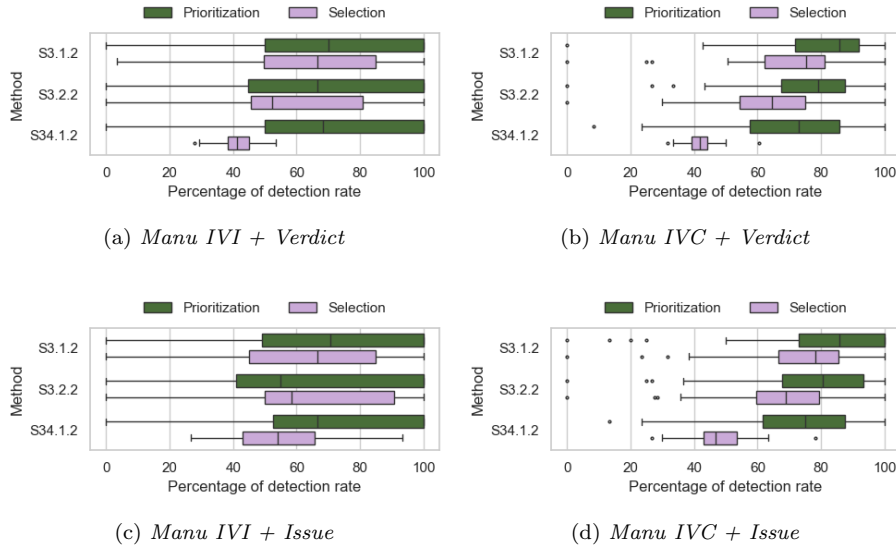 Prioritization Selection
S3.1.2
S3.2.2
S34.1.2
Method
0 20 40 60 80 100
Percentage of detection rate
(a) Manu IVI + Verdict
Prioritization Selection
S3.1.2
S3.2.2
S34.1.2
Method
0 20 40 60 80 100
Percentage of detection rate
(b) Manu IVC + Verdict
Prioritization Selection
S3.1.2
S3.2.2
S34.1.2
Method
0 20 40 60 80 100
Percentage of detection rate
(c) Manu IVI + Issue
Prioritization Selection
S3.1.2
S3.2.2
S34.1.2
Method
0 20 40 60 80 100
Percentage of detection rate
(d) Manu IVC + Issue